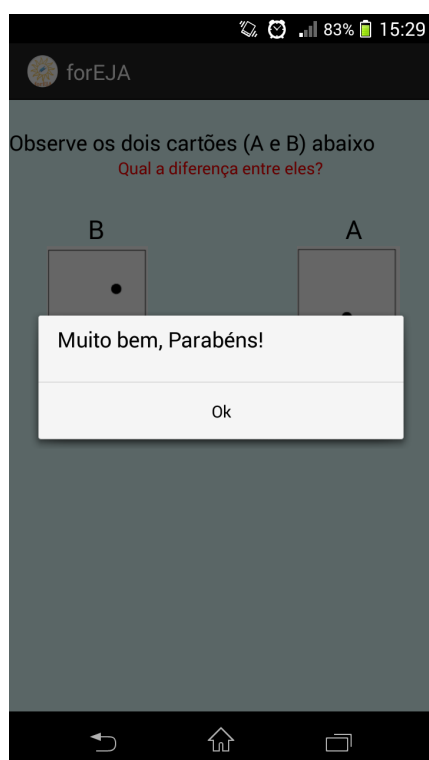 83% 15:29
forEJA
Observe os dois cartões (A e B) abaixo
Qual a diferença entre eles?
B A
Muito bem, Parabéns!
Ok